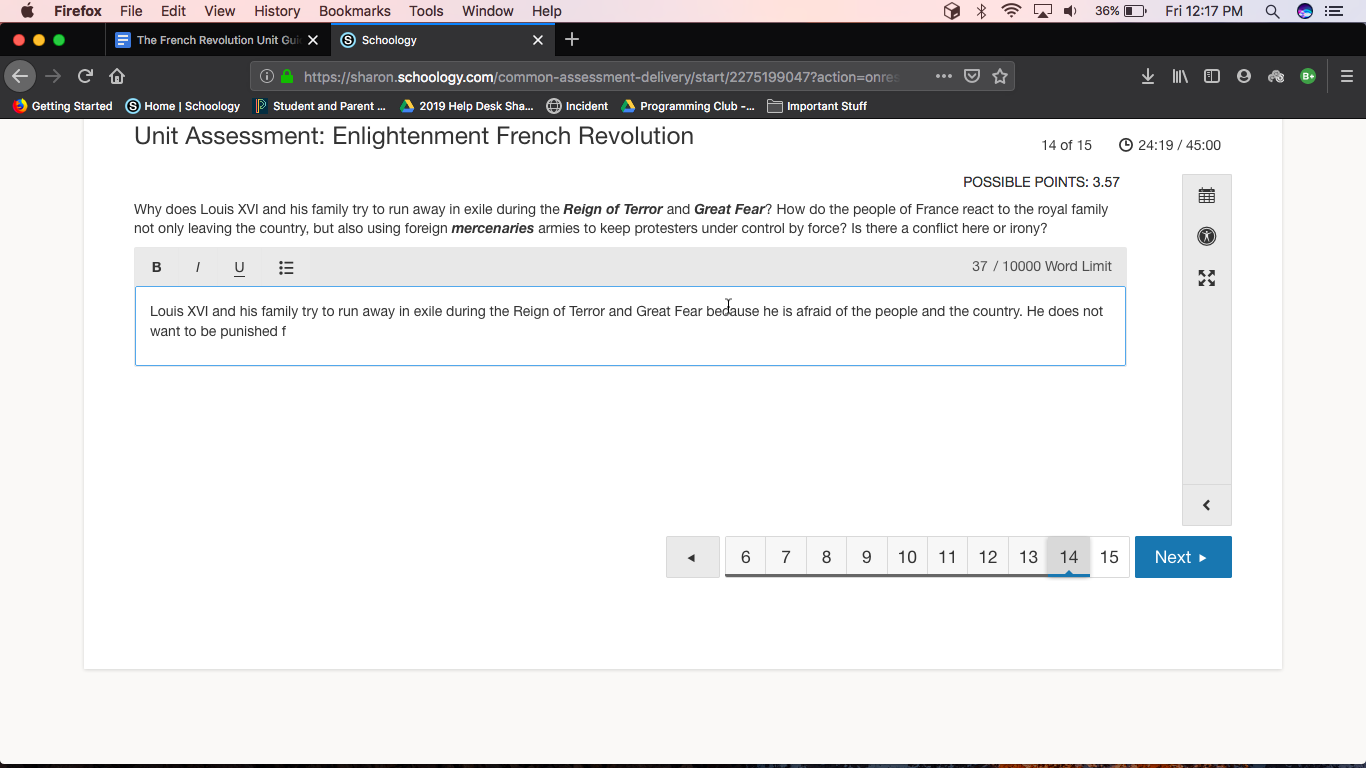 Firefox File Edit View History Bookmarks Tools Window Help 36% Fri 12:17 PM
The French Revolution Unit Gui
S Schoology
https://sharon.schoology.com/common-assessment-delivery/start/2275199047?action=onres
B+
Getting Started S Home | Schoology Student and Parent ... 2019 Help Desk Sha... Incident Programming Club -... Important Stuff
Unit Assessment: Enlightenment French Revolution
14 of 15 24:19 / 45:00
POSSIBLE POINTS: 3.57
Why does Louis XVI and his family try to run away in exile during the Reign of Terror and Great Fear? How do the people of France react to the royal family
not only leaving the country, but also using foreign mercenaries armies to keep protesters under control by force? Is there a conflict here or irony?
B I U 37 / 10000 Word Limit
Louis XVI and his family try to run away in exile during the Reign of Terror and Great Fear because he is afraid of the people and the country. He does not
want to be punished f
6 7 8 9 10 11 12 13 14 15 Next